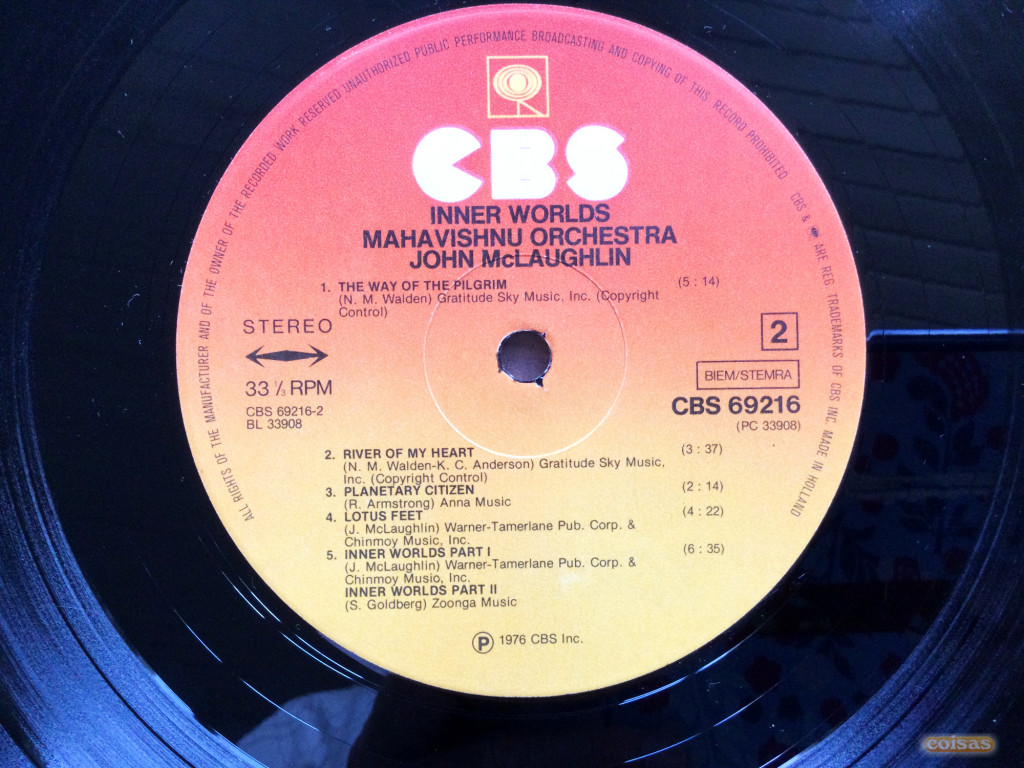 ALL RIGHTS OF THE MANUFACTURER AND OF THE OWNER OF THE RECORDED WORK RESERVED UNAUTHORIZED PUBLIC PERFORMANCE BROADCASTING AND COPYING OF THIS RECORD PROHIBITED CBS & ARE REG TRADEMARKS OF CBS INC. MADE IN HOLLAND
CBS
INNER WORLDS
MAHAVISHNU ORCHESTRA
JOHN McLAUGHLIN
1. THE WAY OF THE PILGRIM (5 : 14)
(N. M. Walden) Gratitude Sky Music, Inc. (Copyright
Control)
STEREO
33 ⅓ RPM
CBS 69216-2
BL 33908
2
BIEM/STEMRA
CBS 69216
(PC 33908)
2. RIVER OF MY HEART (3 : 37)
(N. M. Walden-K. C. Anderson) Gratitude Sky Music,
Inc. (Copyright Control)
3. PLANETARY CITIZEN (2 : 14)
(R. Armstrong) Anna Music
4. LOTUS FEET (4 : 22)
(J. McLaughlin) Warner-Tamerlane Pub. Corp. &
Chinmoy Music, Inc.
5. INNER WORLDS PART I (6 : 35)
(J. McLaughlin) Warner-Tamerlane Pub. Corp. &
Chinmoy Musio, Inc.
INNER WORLDS PART II
(S. Goldberg) Zoonga Music
℗ 1976 CBS Inc.
coisas